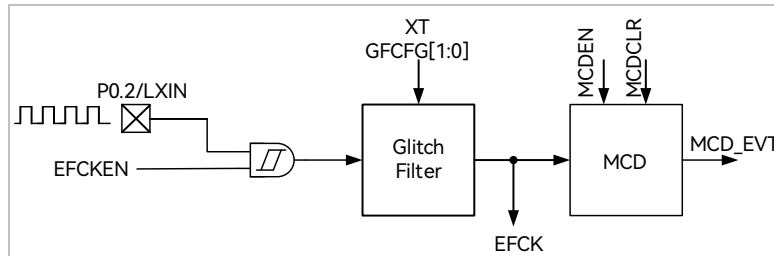 XT
GFCFG[1:0]
MCDEN
MCDCLR
P0.2/LXIN
EFCKEN
Glitch
Filter
MCD
MCD_EVT
EFCK